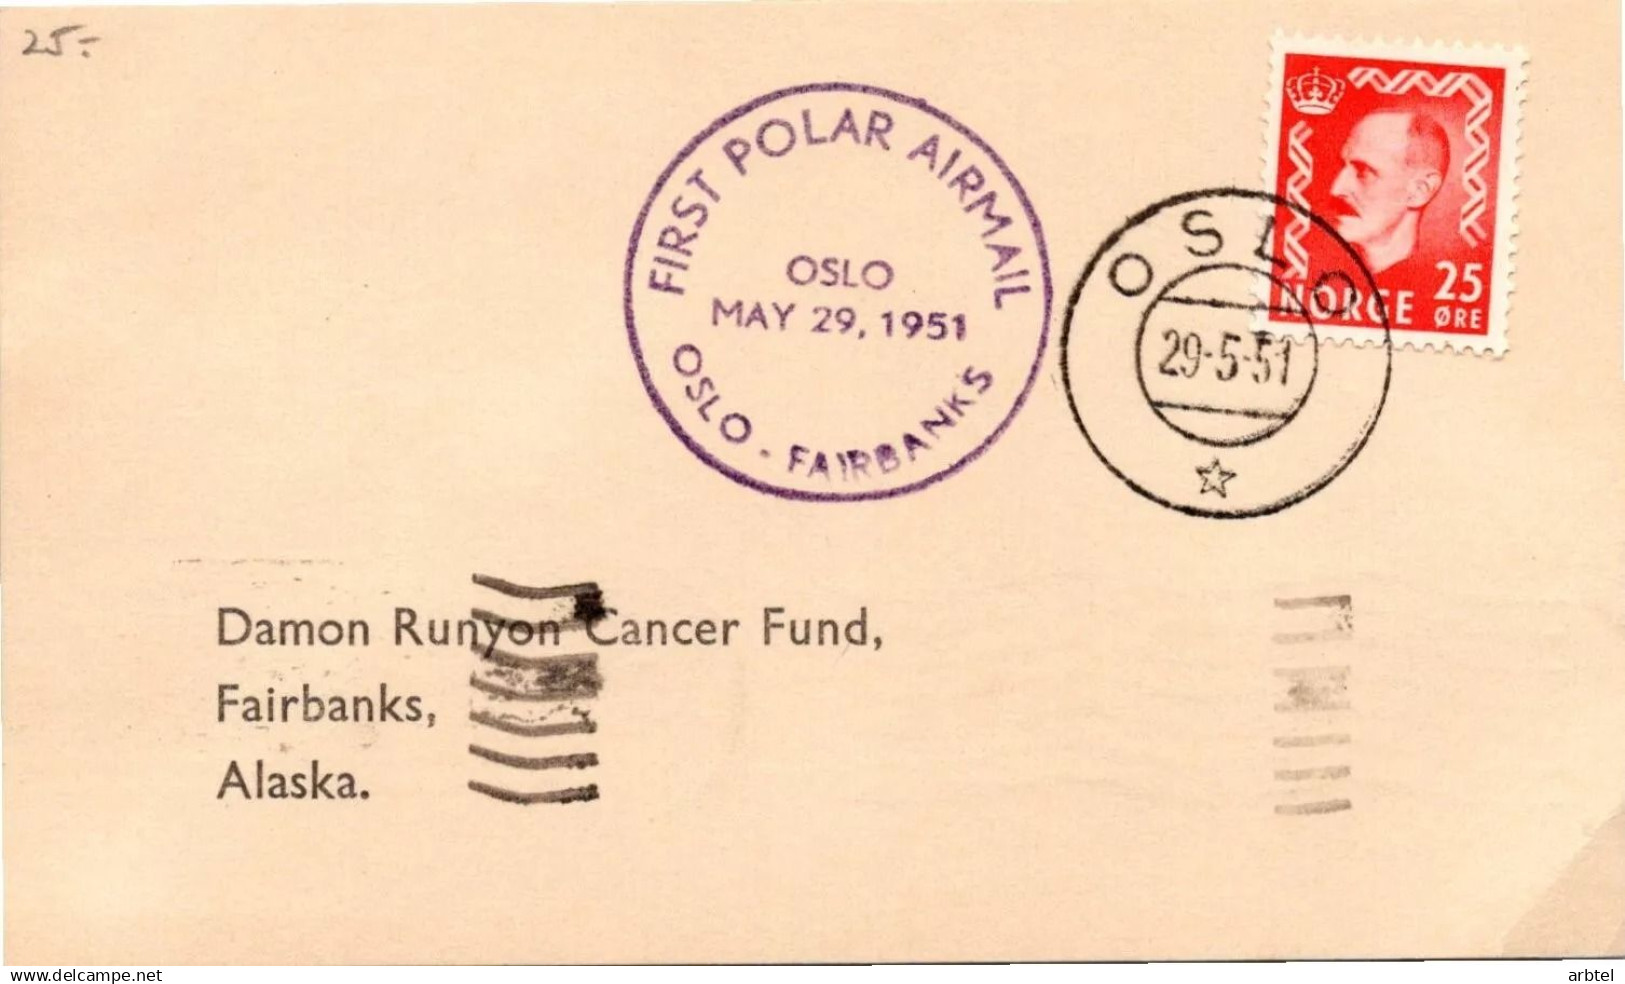 25.-
FIRST POLAR AIRMAIL
OSLO
MAY 29, 1951
OSLO - FAIRBANKS
OSLO
29-5-51
25
NORGE ØRE
Damon Runyon Cancer Fund,
Fairbanks,
Alaska.
www.delcampe.net
arbtel